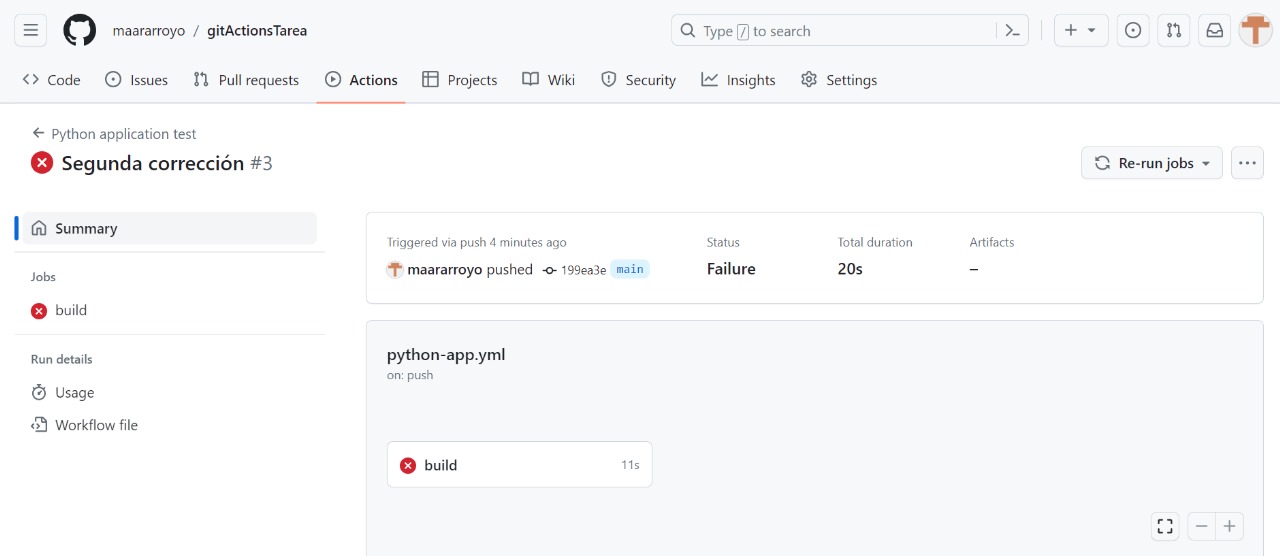 maararroyo / gitActionsTarea
Type / to search
Code
Issues
Pull requests
Actions
Projects
Wiki
Security
Insights
Settings
Python application test
Segunda corrección #3
Re-run jobs
Summary
Jobs
build
Run details
Usage
Workflow file
Triggered via push 4 minutes ago
maararroyo pushed 199ea3e main
Status
Failure
Total duration
20s
Artifacts
–
python-app.yml
on: push
build
11s